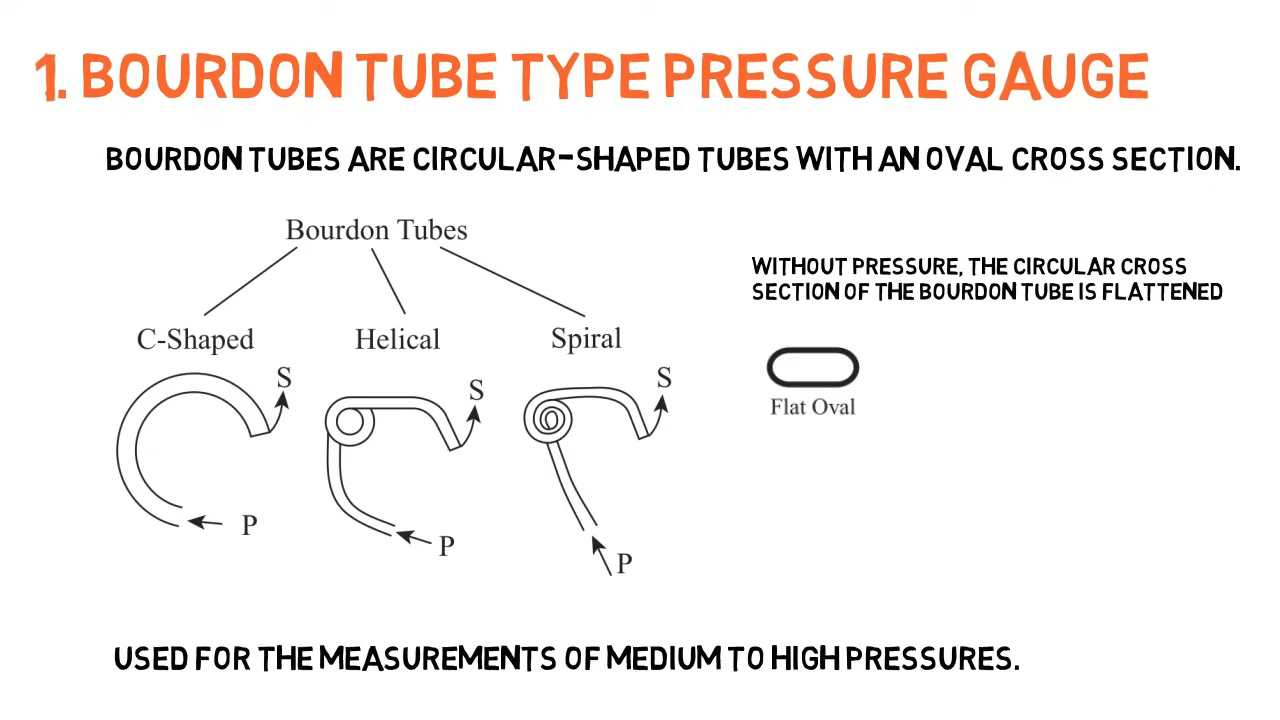 1. BOURDON TUBE TYPE PRESSURE GAUGE
BOURDON TUBES ARE CIRCULAR-SHAPED TUBES WITH AN OVAL CROSS SECTION.
Bourdon Tubes
WITHOUT PRESSURE, THE CIRCULAR CROSS
SECTION OF THE BOURDON TUBE IS FLATTENED
C-Shaped
Helical
Spiral
S
S
S
Flat Oval
P
P
P
USED FOR THE MEASUREMENTS OF MEDIUM TO HIGH PRESSURES.